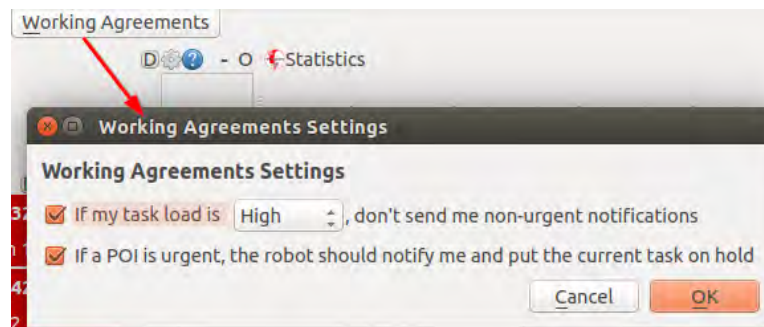 Working Agreements
D ? - O Statistics
Working Agreements Settings
Working Agreements Settings
If my task load is High , don't send me non-urgent notifications
If a POI is urgent, the robot should notify me and put the current task on hold
Cancel OK